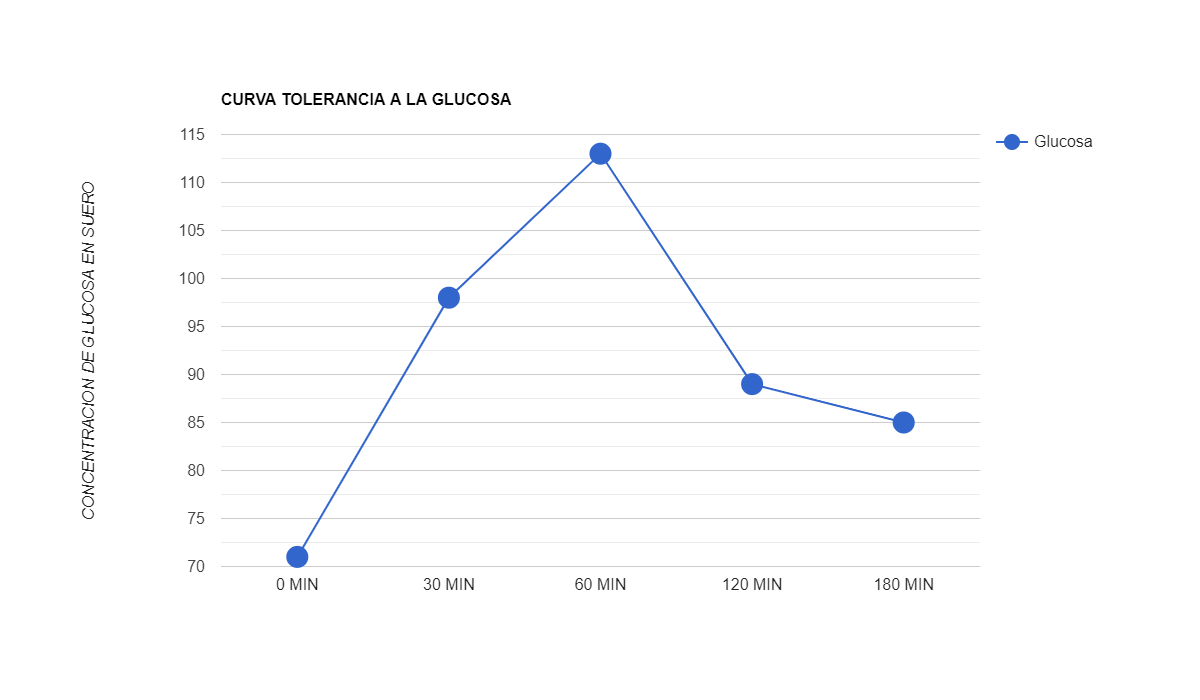 CURVA TOLERANCIA A LA GLUCOSA
Glucosa
CONCENTRACION DE GLUCOSA EN SUERO
115
110
105
100
95
90
85
80
75
70
0 MIN 30 MIN 60 MIN 120 MIN 180 MIN